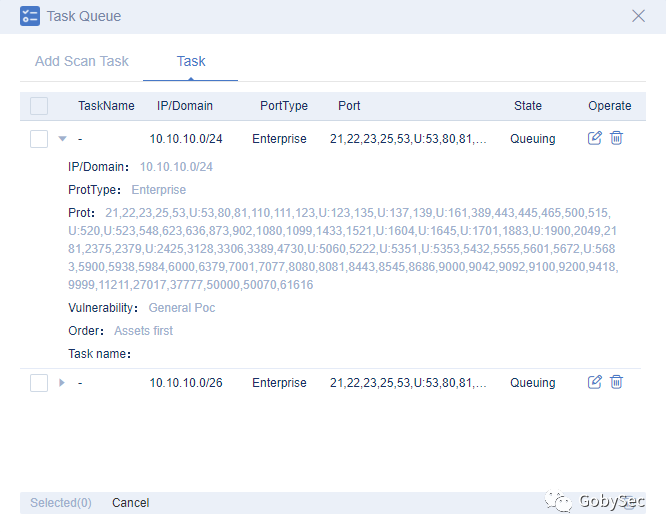 Task Queue
Add Scan Task Task
TaskName IP/Domain PortType Port State Operate
- 10.10.10.0/24 Enterprise 21,22,23,25,53,U:53,80,81,... Queuing
IP/Domain： 10.10.10.0/24
ProtType： Enterprise
Prot： 21,22,23,25,53,U:53,80,81,110,111,123,U:123,135,U:137,139,U:161,389,443,445,465,500,515,
U:520,U:523,548,623,636,873,902,1080,1099,1433,1521,U:1604,U:1645,U:1701,1883,U:1900,2049,2
181,2375,2379,U:2425,3128,3306,3389,4730,U:5060,5222,U:5351,U:5353,5432,5555,5601,5672,U:568
3,5900,5938,5984,6000,6379,7001,7077,8080,8081,8443,8545,8686,9000,9042,9092,9100,9200,9418,
9999,11211,27017,37777,50000,50070,61616
Vulnerability： General Poc
Order： Assets first
Task name：
- 10.10.10.0/26 Enterprise 21,22,23,25,53,U:53,80,81,... Queuing
Selected(0) Cancel
GobySec